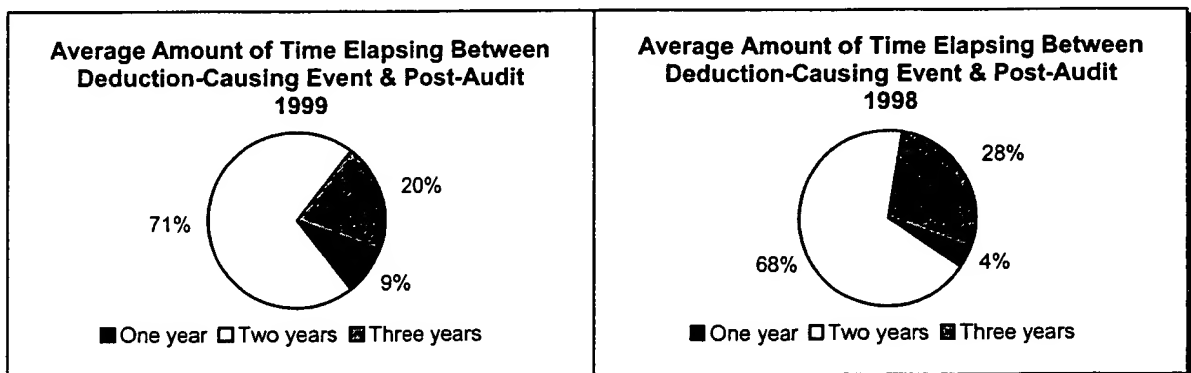 Average Amount of Time Elapsing Between
Deduction-Causing Event & Post-Audit
1999
20%
71%
9%
One year Two years Three years
Average Amount of Time Elapsing Between
Deduction-Causing Event & Post-Audit
1998
28%
68%
4%
One year Two years Three years